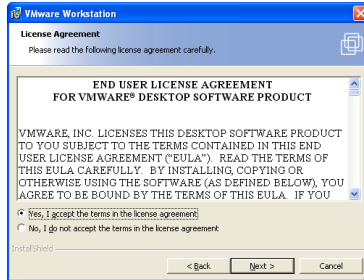 VMware Workstation
License Agreement
Please read the following license agreement carefully.
END USER LICENSE AGREEMENT
FOR VMWARE® DESKTOP SOFTWARE PRODUCT
VMWARE, INC. LICENSES THIS DESKTOP SOFTWARE PRODUCT
TO YOU SUBJECT TO THE TERMS CONTAINED IN THIS END
USER LICENSE AGREEMENT ("EULA"). READ THE TERMS OF
THIS EULA CAREFULLY. BY INSTALLING, COPYING OR
OTHERWISE USING THE SOFTWARE (AS DEFINED BELOW), YOU
AGREE TO BE BOUND BY THE TERMS OF THIS EULA. IF YOU
Yes, I accept the terms in the license agreement
No, I do not accept the terms in the license agreement
InstallShield
< Back Next > Cancel